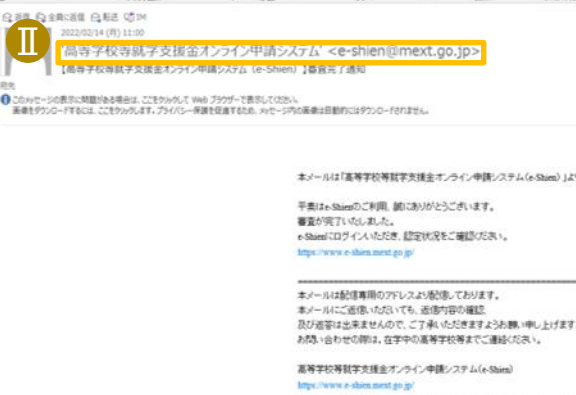 返信 全員に返信 転送 IM
2022/02/14 (月) 11:00
Ⅱ
'高等学校等就学支援金オンライン申請システム' <e-shien@mext.go.jp>
【高等学校等就学支援金オンライン申請システム (e-Shien) 】審査完了通知
宛先
このメッセージの表示に問題がある場合は、ここをクリックして Web ブラウザーで表示してください。
画像をダウンロードするには、ここをクリックします。プライバシー保護を促進するため、メッセージ内の画像は自動的にはダウンロードされません。
本メールは「高等学校等就学支援金オンライン申請システム(e-Shien) 」より
平素はe-Shienのご利用、誠にありがとうございます。
審査が完了いたしました。
e-Shienにログインいただき、認定状況をご確認ください。
https://www.e-shien.mext.go.jp/
本メールは配信専用のアドレスより配信しております。
本メールにご返信いただいても、返信内容の確認
及び返答は出来ませんので、ご了承いただきますようお願い申し上げます
お問い合わせの際は、在学中の高等学校等までご連絡ください。
高等学校等就学支援金オンライン申請システム(e-Shien)
https://www.e-shien.mext.go.jp/